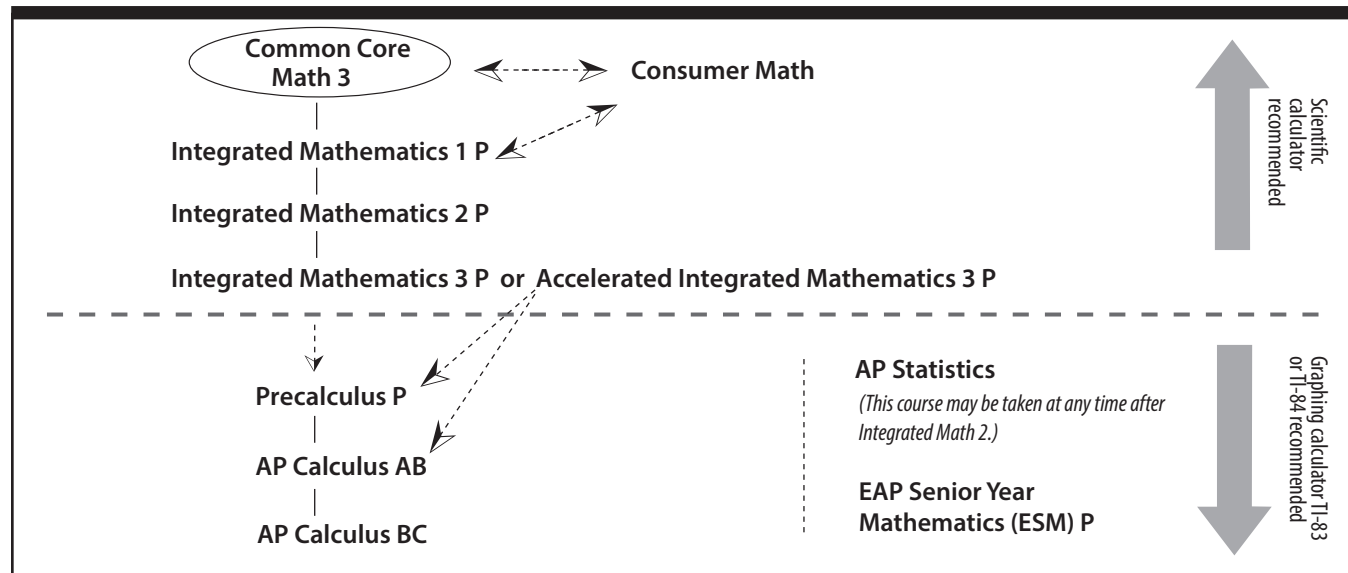 Common Core
Math 3
Consumer Math
Integrated Mathematics 1 P
Integrated Mathematics 2 P
Integrated Mathematics 3 P or Accelerated Integrated Mathematics 3 P
Scientific
calculator
recommended
Precalculus P
AP Calculus AB
AP Calculus BC
AP Statistics
(This course may be taken at any time after
Integrated Math 2.)
EAP Senior Year
Mathematics (ESM) P
Graphing calculator TI-83
or TI-84 recommended